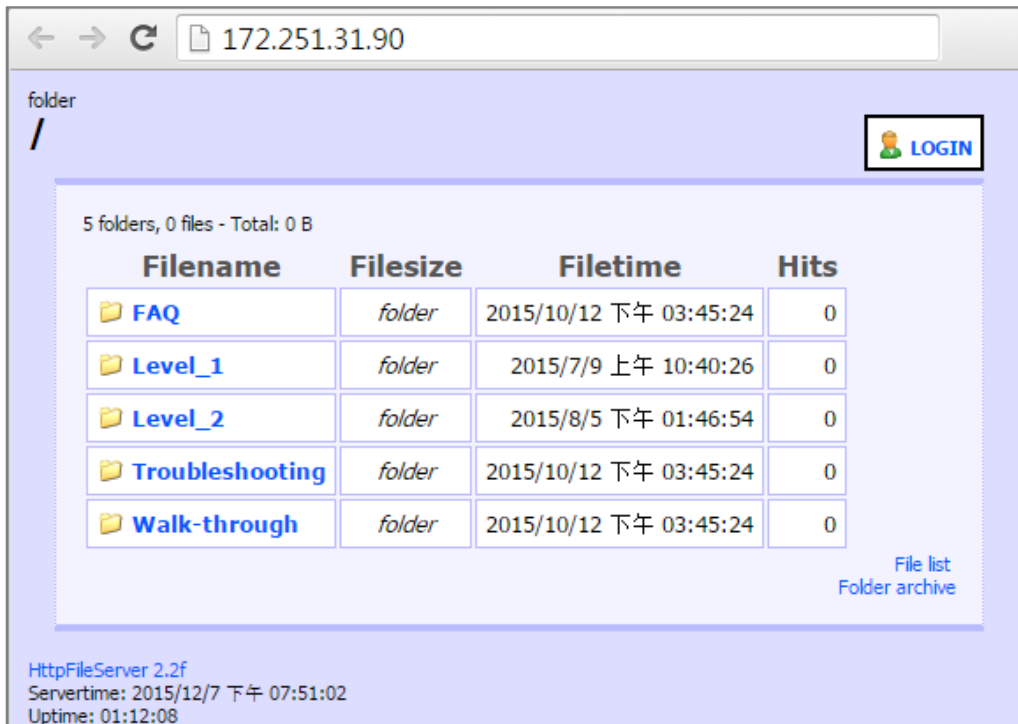 172.251.31.90
folder
/
LOGIN
5 folders, 0 files - Total: 0 B
Filename Filesize Filetime Hits
FAQ folder 2015/10/12 下午 03:45:24 0
Level_1 folder 2015/7/9 上午 10:40:26 0
Level_2 folder 2015/8/5 下午 01:46:54 0
Troubleshooting folder 2015/10/12 下午 03:45:24 0
Walk-through folder 2015/10/12 下午 03:45:24 0
File list
Folder archive
HttpFileServer 2.2f
Servertime: 2015/12/7 下午 07:51:02
Uptime: 01:12:08